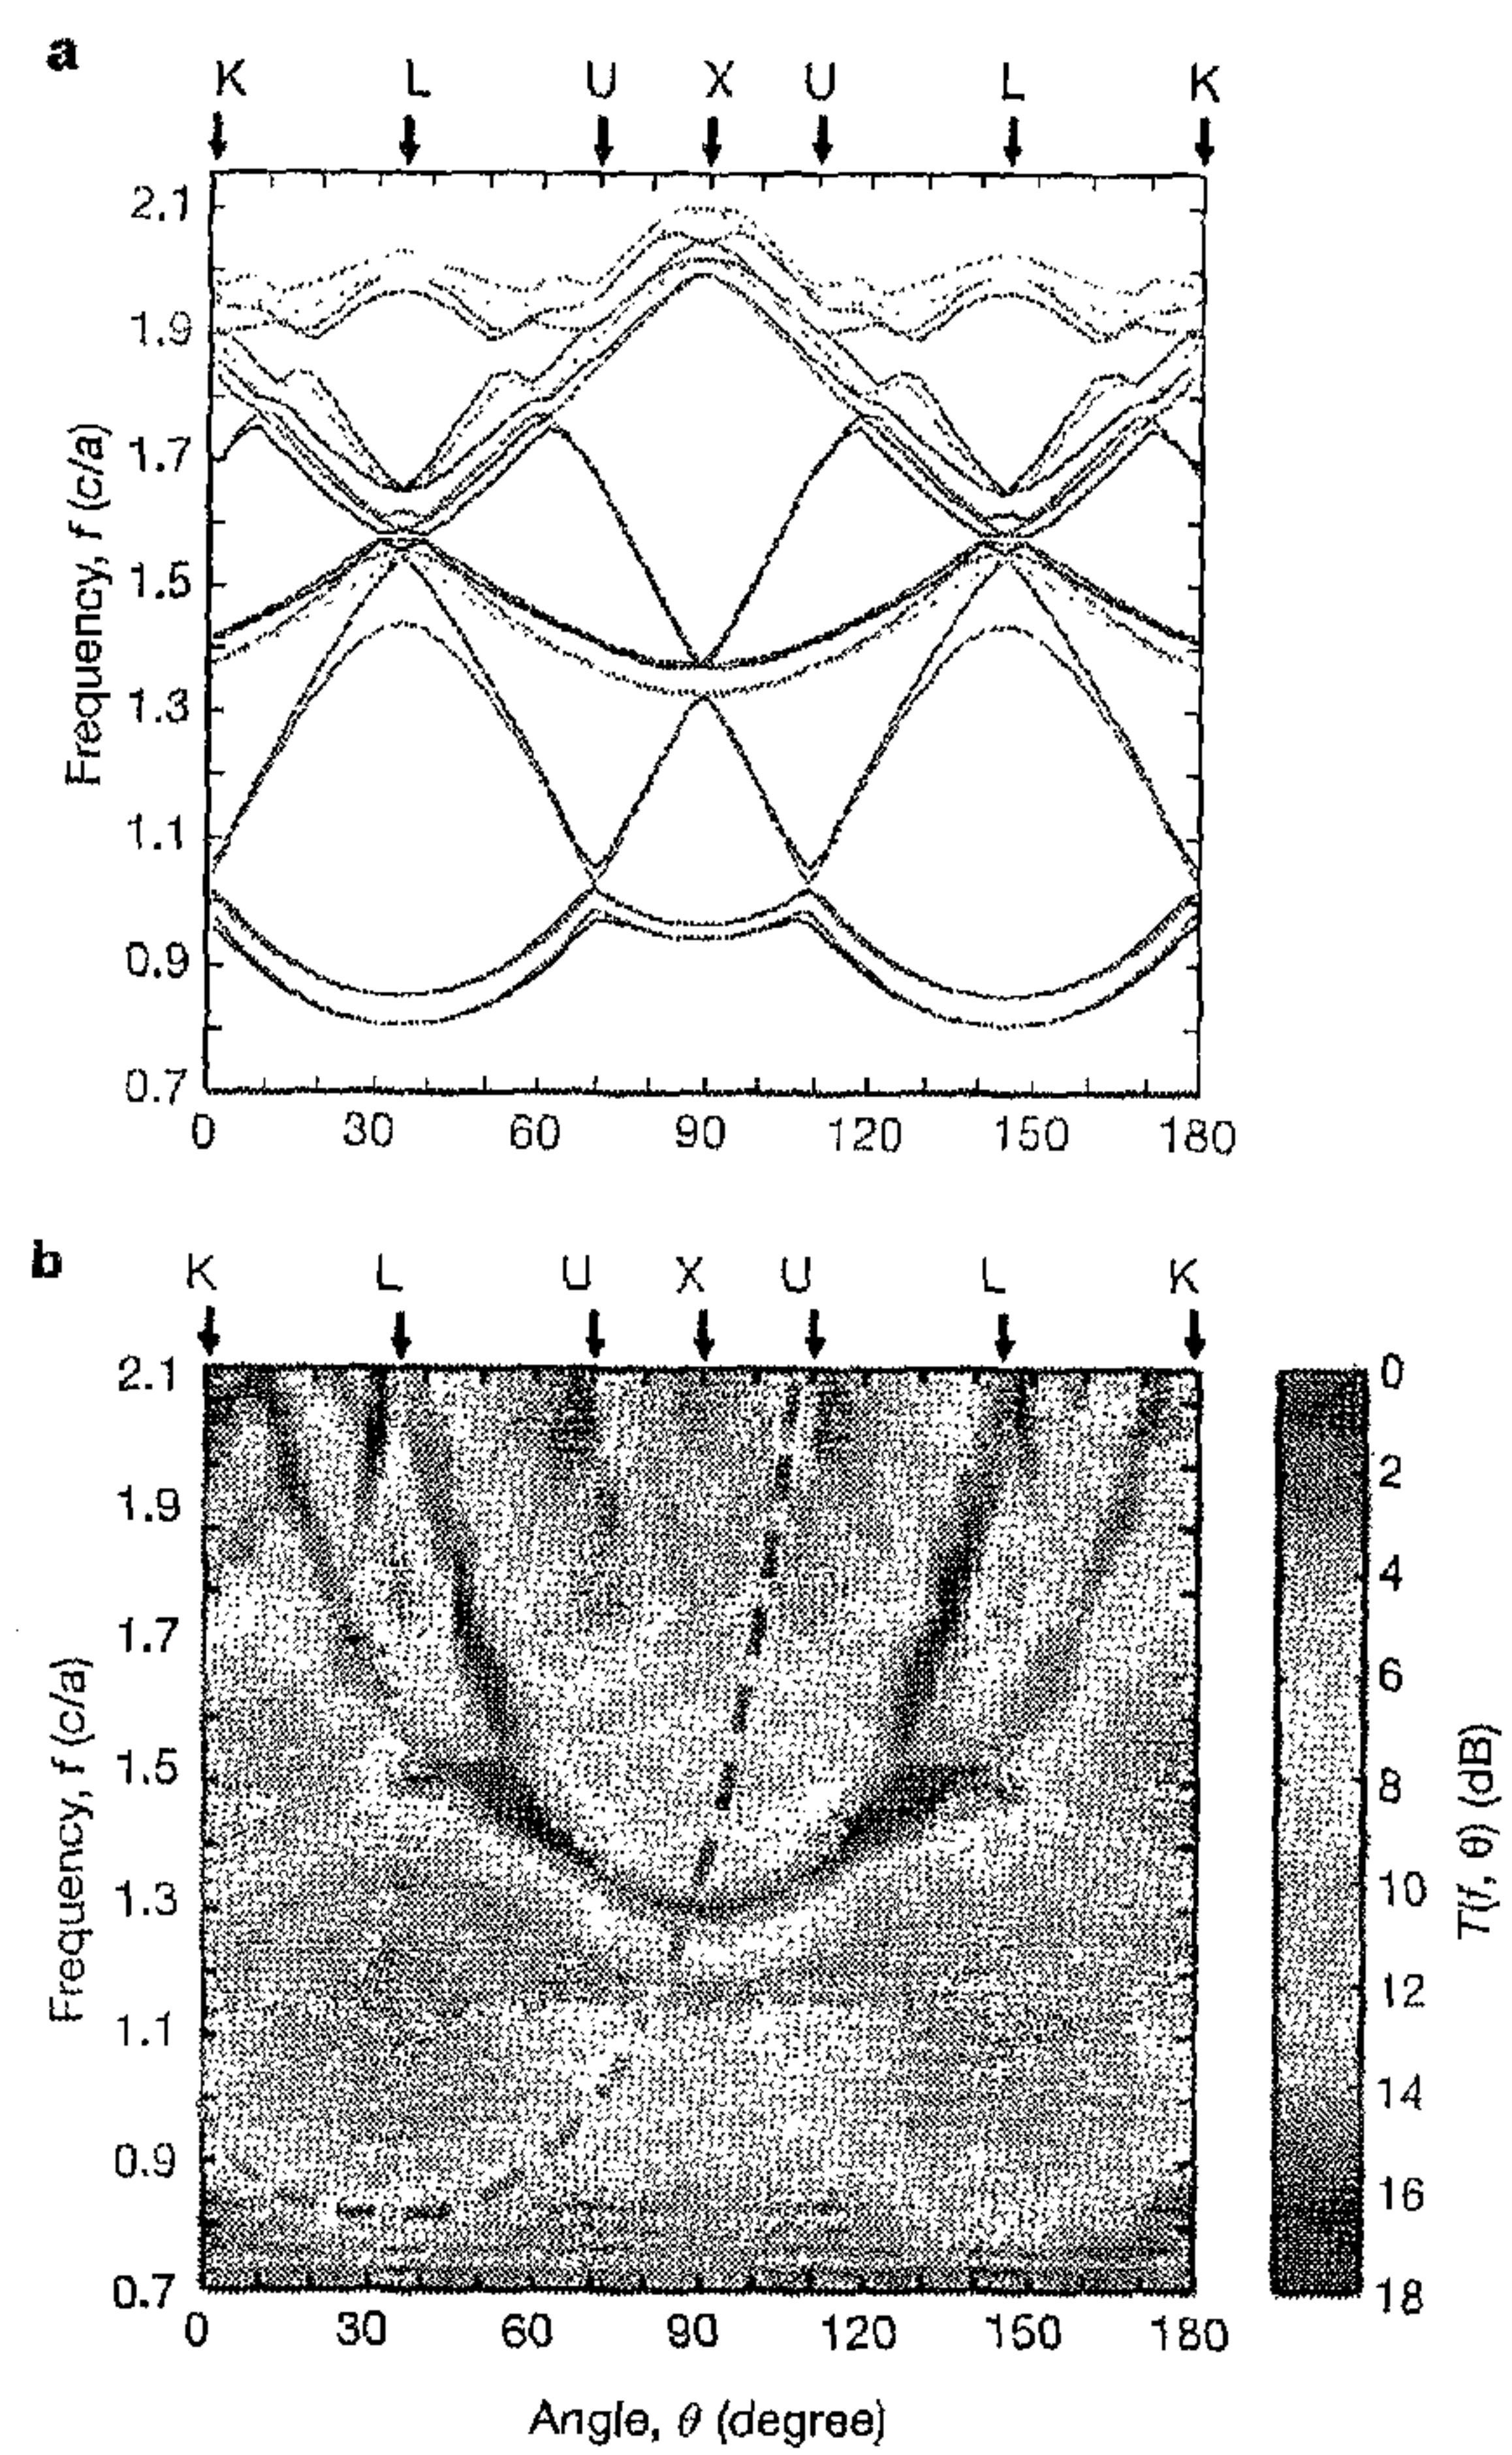 a
K L U X U L K
2.1
1.9
1.7
1.5
1.3
1.1
0.9
0.7
Frequency, f (c/a)
0 30 60 90 120 150 180
b
K L U X U L K
2.1
1.9
1.7
1.5
1.3
1.1
0.9
0.7
Frequency, f (c/a)
0 30 60 90 120 150 180
Angle, θ (degree)
0
2
4
6
8
10
12
14
16
18
T(f, θ) (dB)